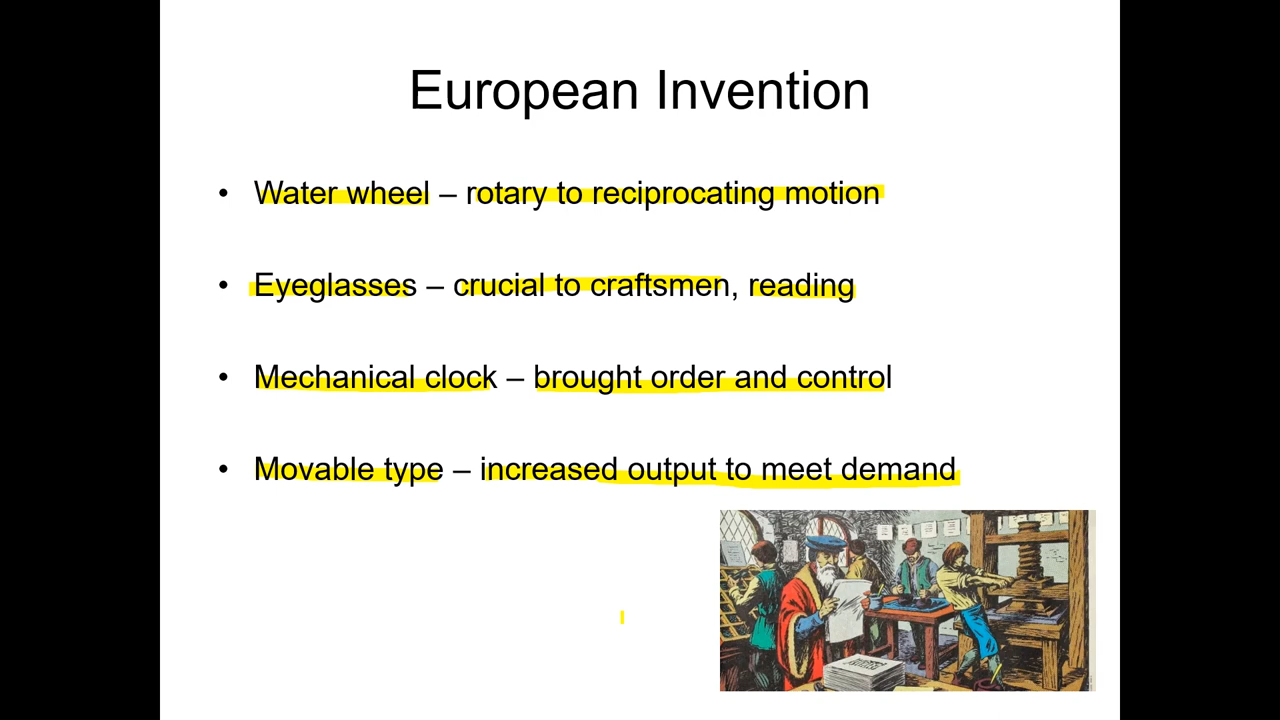 European Invention
• Water wheel – rotary to reciprocating motion
• Eyeglasses – crucial to craftsmen, reading
• Mechanical clock – brought order and control
• Movable type – increased output to meet demand